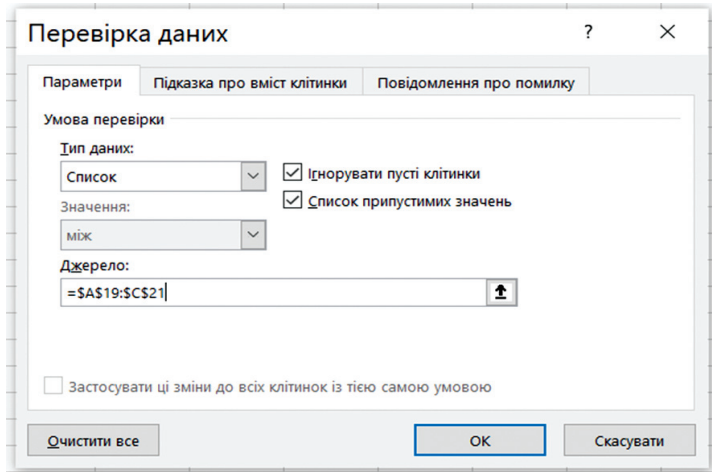 Перевірка даних ? ×
Параметри Підказка про вміст клітинки Повідомлення про помилку
Умова перевірки
Тип даних:
Список Ігнорувати пусті клітинки
Значення: Список припустимих значень
між
Джерело:
=$A$19:$C$21
Застосувати ці зміни до всіх клітинок із тією самою умовою
Очистити все ОК Скасувати